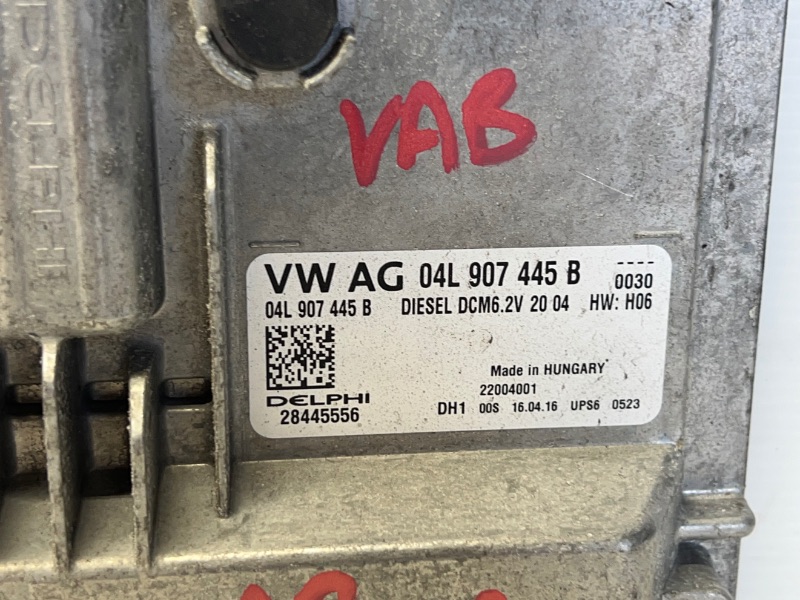 DELPHI
VAB
VW AG 04L 907 445 B
0030
04L 907 445 B DIESEL DCM6.2V 20 04 HW: H06
Made in HUNGARY
DELPHI
22004001
28445556
DH1 00S 16.04.16 UPS6 0523